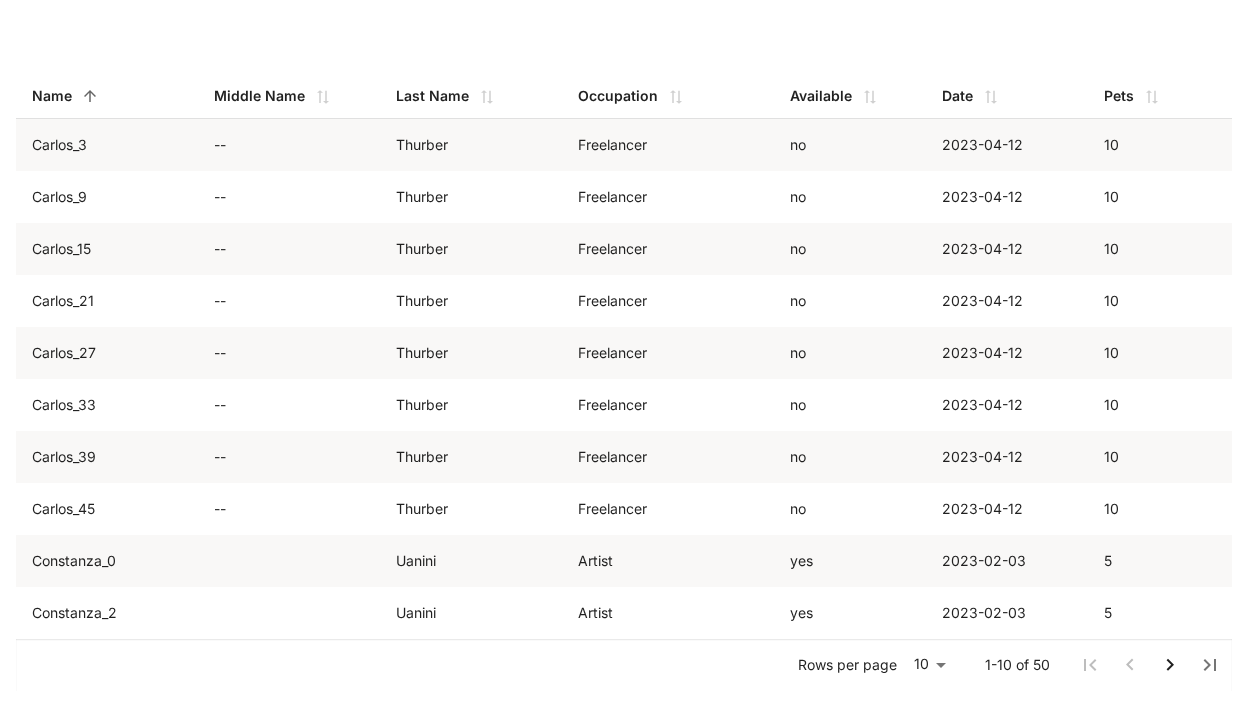 Name Middle Name Last Name Occupation Available Date Pets
Carlos_3 -- Thurber Freelancer no 2023-04-12 10
Carlos_9 -- Thurber Freelancer no 2023-04-12 10
Carlos_15 -- Thurber Freelancer no 2023-04-12 10
Carlos_21 -- Thurber Freelancer no 2023-04-12 10
Carlos_27 -- Thurber Freelancer no 2023-04-12 10
Carlos_33 -- Thurber Freelancer no 2023-04-12 10
Carlos_39 -- Thurber Freelancer no 2023-04-12 10
Carlos_45 -- Thurber Freelancer no 2023-04-12 10
Constanza_0 Uanini Artist yes 2023-02-03 5
Constanza_2 Uanini Artist yes 2023-02-03 5
Rows per page 10 1-10 of 50